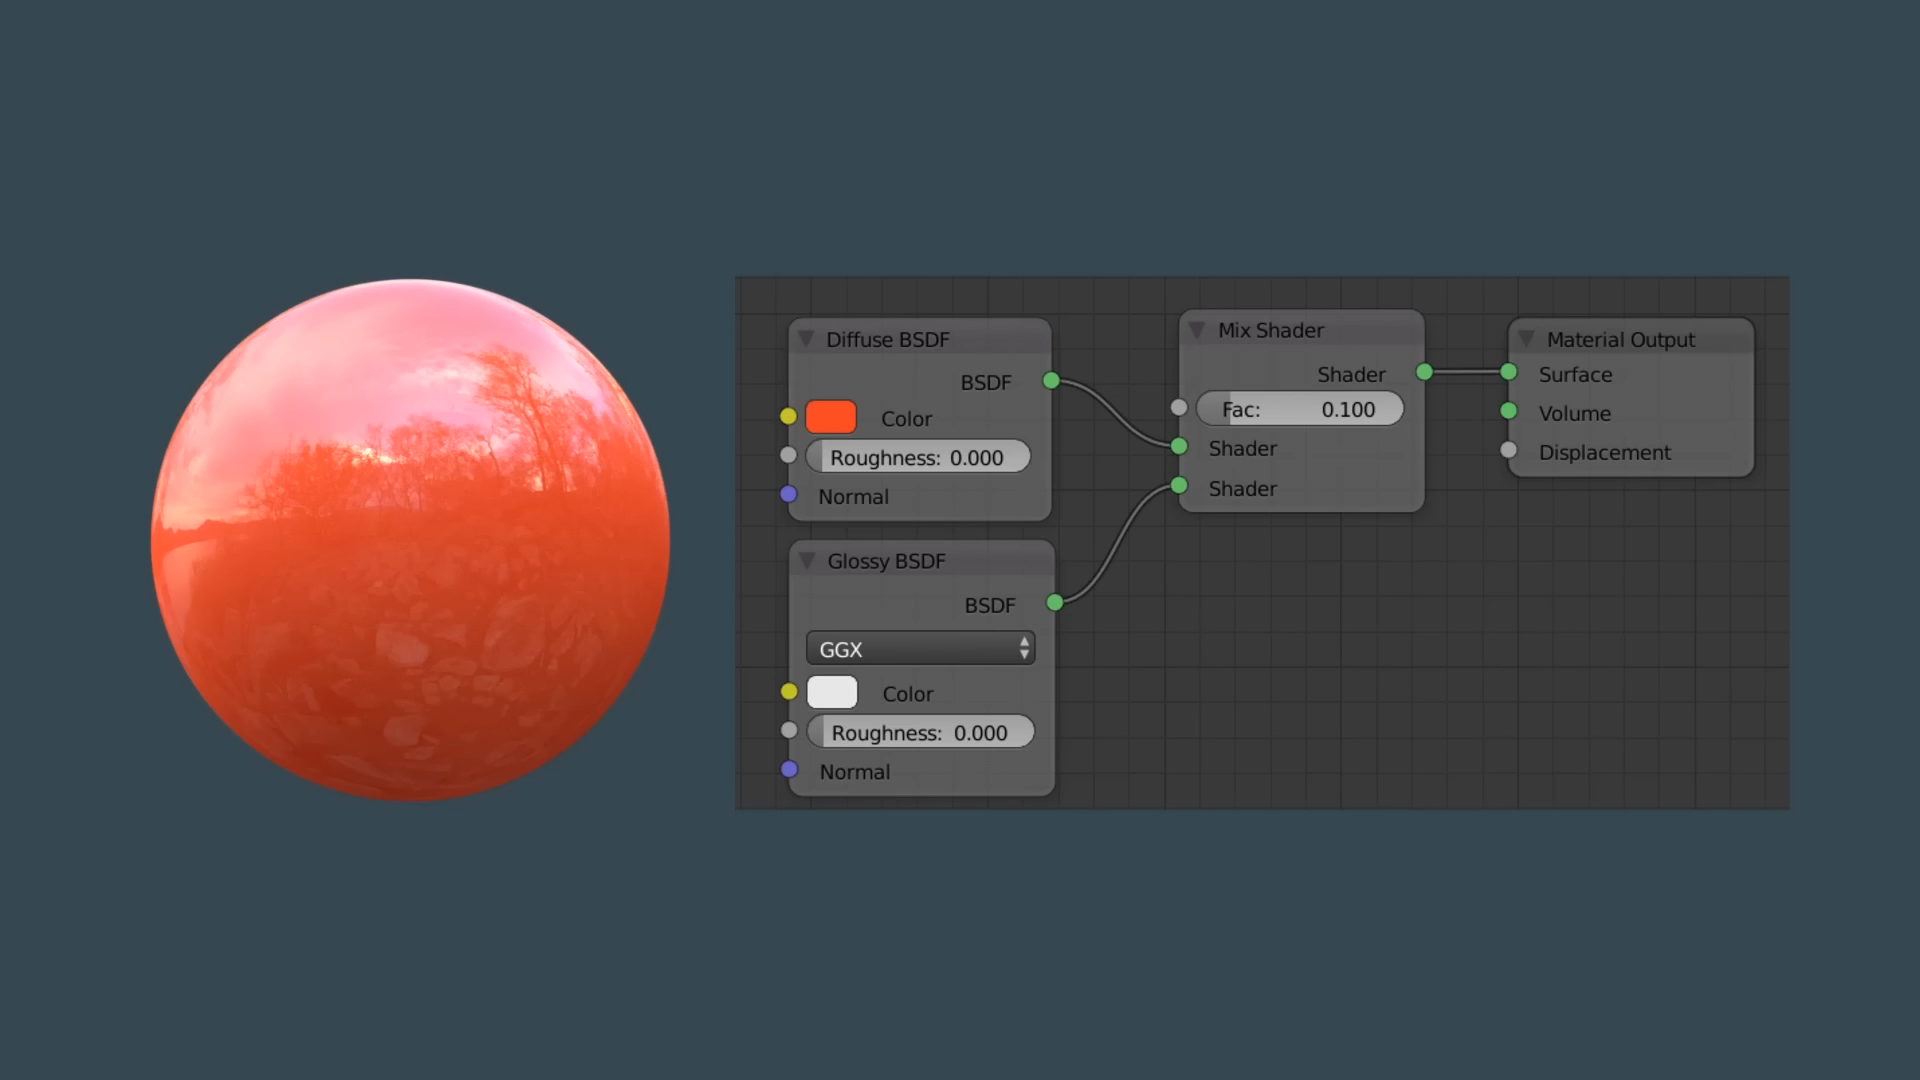 Diffuse BSDF
BSDF
Color
Roughness: 0.000
Normal
Glossy BSDF
BSDF
GGX
Color
Roughness: 0.000
Normal
Mix Shader
Shader
Fac: 0.100
Shader
Shader
Material Output
Surface
Volume
Displacement